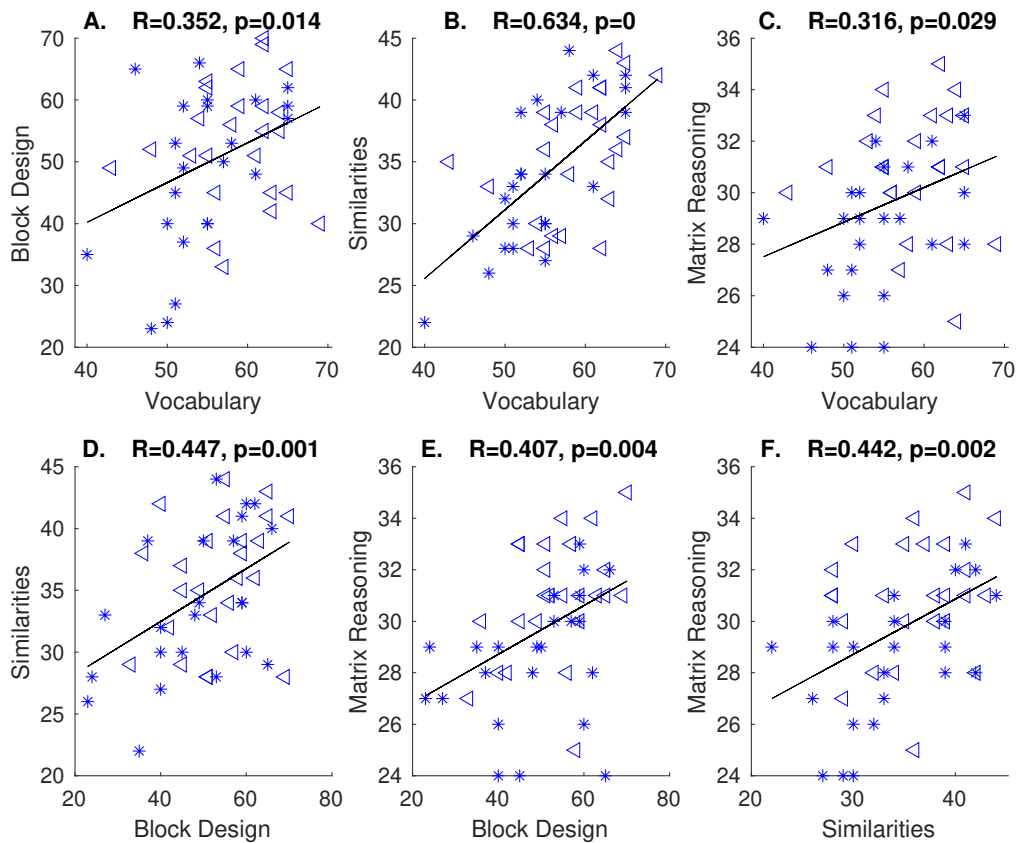 A. R=0.352, p=0.014
70
60
50
40
30
20
Block Design
40 50 60 70
Vocabulary
B. R=0.634, p=0
45
40
35
30
25
20
Similarities
40 50 60 70
Vocabulary
C. R=0.316, p=0.029
36
34
32
30
28
26
24
Matrix Reasoning
40 50 60 70
Vocabulary
D. R=0.447, p=0.001
45
40
35
30
25
20
Similarities
20 40 60 80
Block Design
E. R=0.407, p=0.004
36
34
32
30
28
26
24
Matrix Reasoning
20 40 60 80
Block Design
F. R=0.442, p=0.002
36
34
32
30
28
26
24
Matrix Reasoning
30 40
Similarities